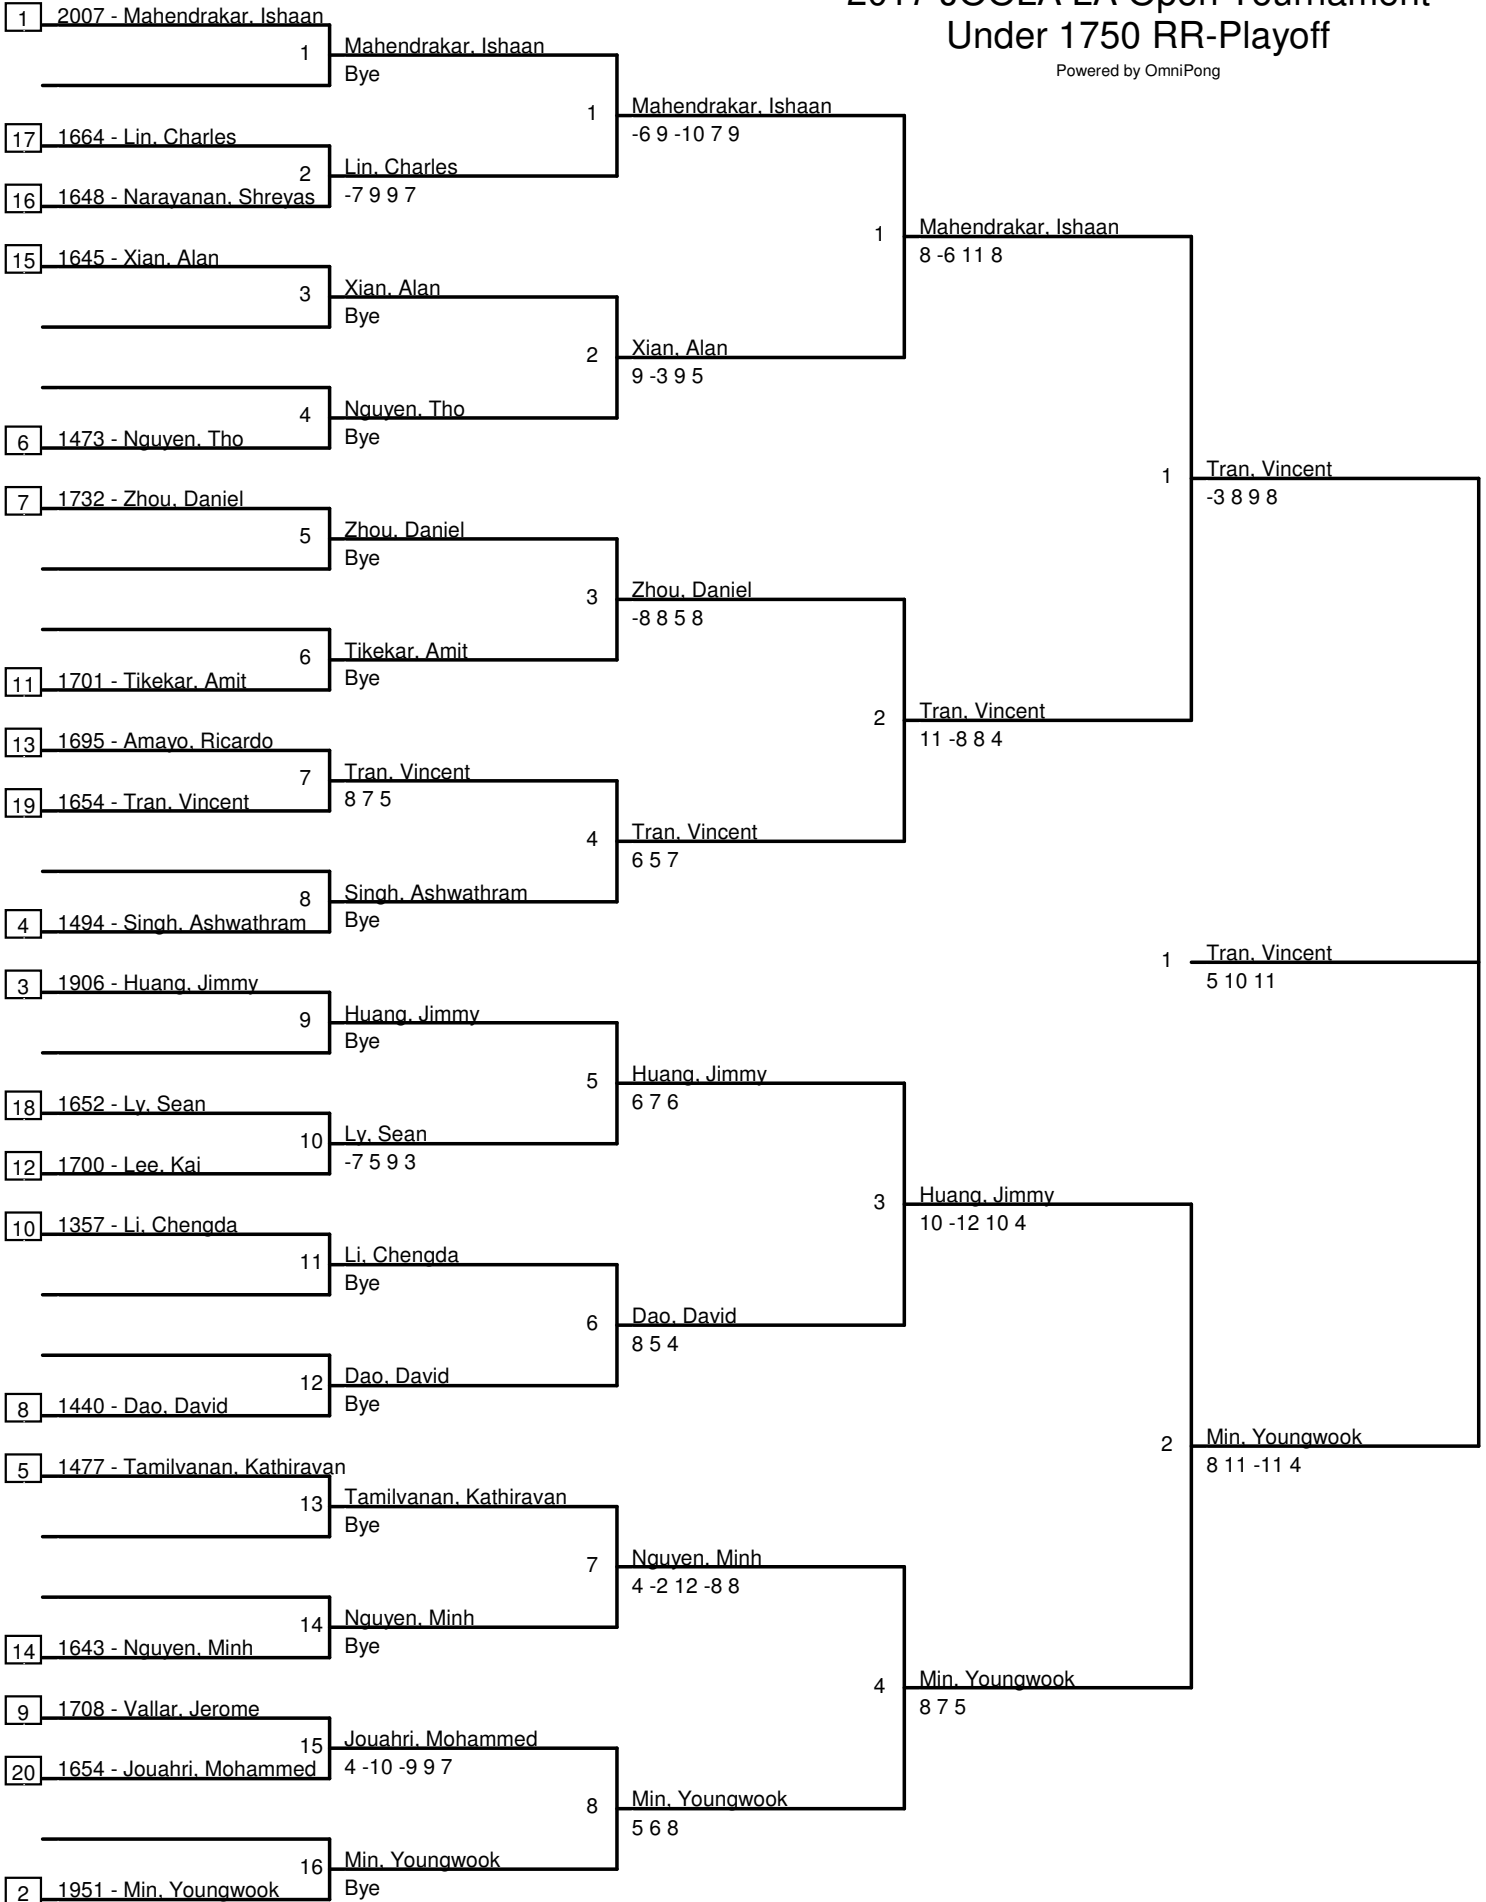 2017 JOOLA LA Open Tournament
Under 1750 RR-Playoff
Powered by OmniPong
1 2007 - Mahendrakar, Ishaan
1 Mahendrakar, Ishaan
Bye
1 Mahendrakar, Ishaan
-6 9 -10 7 9
17 1664 - Lin, Charles
2 Lin, Charles
-7 9 9 7
16 1648 - Narayanan, Shreyas
1 Mahendrakar, Ishaan
8 -6 11 8
15 1645 - Xian, Alan
3 Xian, Alan
Bye
2 Xian, Alan
9 -3 9 5
4 Nguyen, Tho
Bye
6 1473 - Nguyen, Tho
1 Tran, Vincent
-3 8 9 8
7 1732 - Zhou, Daniel
5 Zhou, Daniel
Bye
3 Zhou, Daniel
-8 8 5 8
6 Tikekar, Amit
Bye
11 1701 - Tikekar, Amit
2 Tran, Vincent
11 -8 8 4
13 1695 - Amayo, Ricardo
7 Tran, Vincent
8 7 5
19 1654 - Tran, Vincent
4 Tran, Vincent
6 5 7
8 Singh, Ashwathram
Bye
4 1494 - Singh, Ashwathram
1 Tran, Vincent
5 10 11
3 1906 - Huang, Jimmy
9 Huang, Jimmy
Bye
5 Huang, Jimmy
6 7 6
18 1652 - Ly, Sean
10 Ly, Sean
-7 5 9 3
12 1700 - Lee, Kai
3 Huang, Jimmy
10 -12 10 4
10 1357 - Li, Chengda
11 Li, Chengda
Bye
6 Dao, David
8 5 4
12 Dao, David
Bye
8 1440 - Dao, David
2 Min, Youngwook
8 11 -11 4
5 1477 - Tamilvanan, Kathiravan
13 Tamilvanan, Kathiravan
Bye
7 Nguyen, Minh
4 -2 12 -8 8
14 Nguyen, Minh
Bye
14 1643 - Nguyen, Minh
4 Min, Youngwook
8 7 5
9 1708 - Vallar, Jerome
15 Jouahri, Mohammed
4 -10 -9 9 7
20 1654 - Jouahri, Mohammed
8 Min, Youngwook
5 6 8
16 Min, Youngwook
Bye
2 1951 - Min, Youngwook